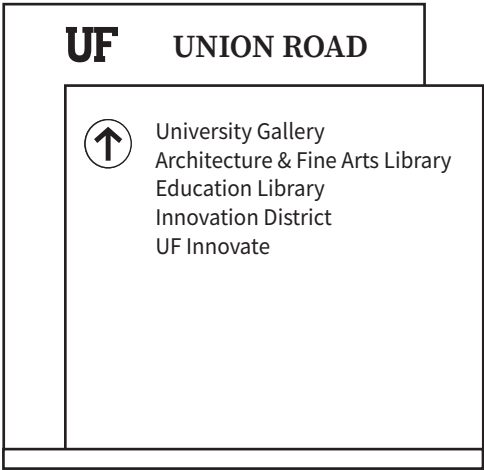 UF UNION ROAD
University Gallery
Architecture & Fine Arts Library
Education Library
Innovation District
UF Innovate